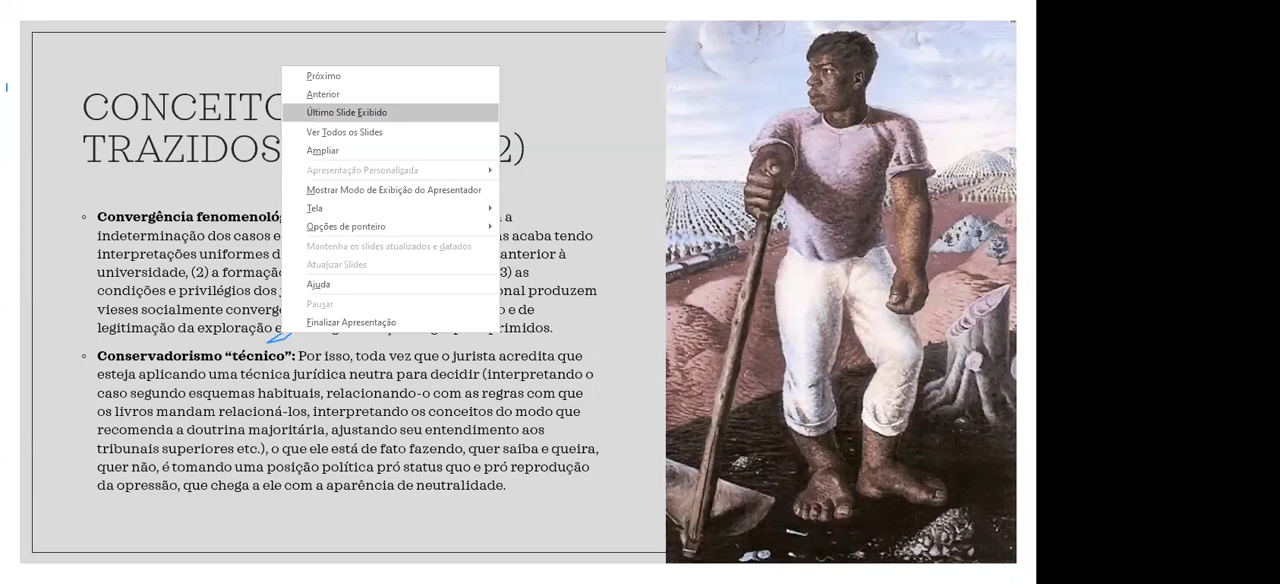 CONCEITO
TRAZIDOS 2)
Próximo
Anterior
Último Slide Exibido
Ver Todos os Slides
Ampliar
Apresentação Personalizada
Mostrar Modo de Exibição do Apresentador
Tela
Opções de ponteiro
Mantenha os slides atualizados e datados
Atualizar Slides
Ajuda
Pausar
Finalizar Apresentação
Convergência a
indeterminação dos casos e as acaba tendo
interpretações uniformes anterior à
universidade, (2) a formação 3) as
condições e privilégios dos produzem
vieses socialmente o e de
legitimação da exploração
Conservadorismo “técnico”: Por isso, toda vez que o jurista acredita que
esteja aplicando uma técnica jurídica neutra para decidir (interpretando o
caso segundo esquemas habituais, relacionando-o com as regras com que
os livros mandam relacioná-los, interpretando os conceitos do modo que
recomenda a doutrina majoritária, ajustando seu entendimento aos
tribunais superiores etc.), o que ele está de fato fazendo, quer saiba e queira,
quer não, é tomando uma posição política pró status quo e pró reprodução
da opressão, que chega a ele com a aparência de neutralidade.